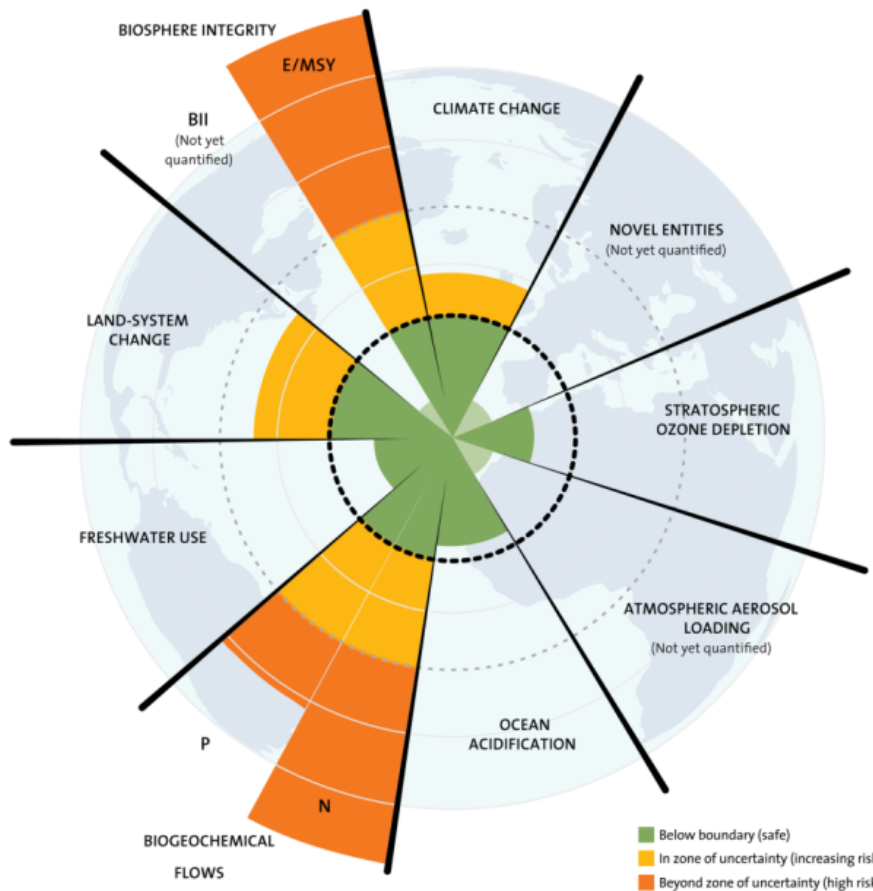 BIOSPHERE INTEGRITY
E/MSY
CLIMATE CHANGE
BII
(Not yet
quantified)
NOVEL ENTITIES
(Not yet quantified)
LAND-SYSTEM
CHANGE
STRATOSPHERIC
OZONE DEPLETION
FRESHWATER USE
ATMOSPHERIC AEROSOL
LOADING
(Not yet quantified)
OCEAN
ACIDIFICATION
P
N
BIOGEOCHEMICAL
FLOWS
Below boundary (safe)
In zone of uncertainty (increasing risk
Beyond zone of uncertainty (high risk